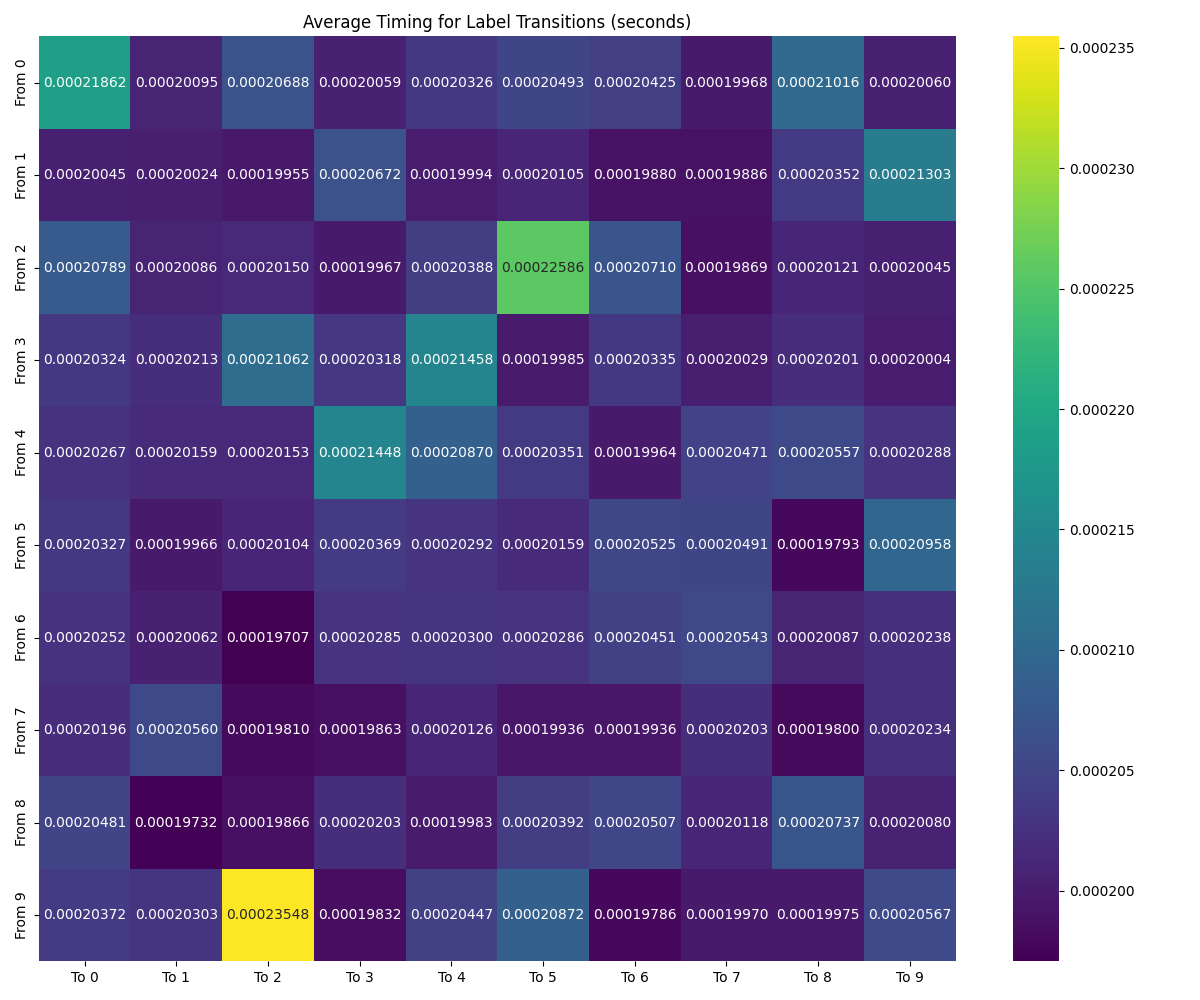 Average Timing for Label Transitions (seconds)
From 0 0.00021862 0.00020095 0.00020688 0.00020059 0.00020326 0.00020493 0.00020425 0.00019968 0.00021016 0.00020060
From 1 0.00020045 0.00020024 0.00019955 0.00020672 0.00019994 0.00020105 0.00019880 0.00019886 0.00020352 0.00021303
From 2 0.00020789 0.00020086 0.00020150 0.00019967 0.00020388 0.00022586 0.00020710 0.00019869 0.00020121 0.00020045
From 3 0.00020324 0.00020213 0.00021062 0.00020318 0.00021458 0.00019985 0.00020335 0.00020029 0.00020201 0.00020004
From 4 0.00020267 0.00020159 0.00020153 0.00021448 0.00020870 0.00020351 0.00019964 0.00020471 0.00020557 0.00020288
From 5 0.00020327 0.00019966 0.00020104 0.00020369 0.00020292 0.00020159 0.00020525 0.00020491 0.00019793 0.00020958
From 6 0.00020252 0.00020062 0.00019707 0.00020285 0.00020300 0.00020286 0.00020451 0.00020543 0.00020087 0.00020238
From 7 0.00020196 0.00020560 0.00019810 0.00019863 0.00020126 0.00019936 0.00019936 0.00020203 0.00019800 0.00020234
From 8 0.00020481 0.00019732 0.00019866 0.00020203 0.00019983 0.00020392 0.00020507 0.00020118 0.00020737 0.00020080
From 9 0.00020372 0.00020303 0.00023548 0.00019832 0.00020447 0.00020872 0.00019786 0.00019970 0.00019975 0.00020567
To 0 To 1 To 2 To 3 To 4 To 5 To 6 To 7 To 8 To 9
0.000235
0.000230
0.000225
0.000220
0.000215
0.000210
0.000205
0.000200